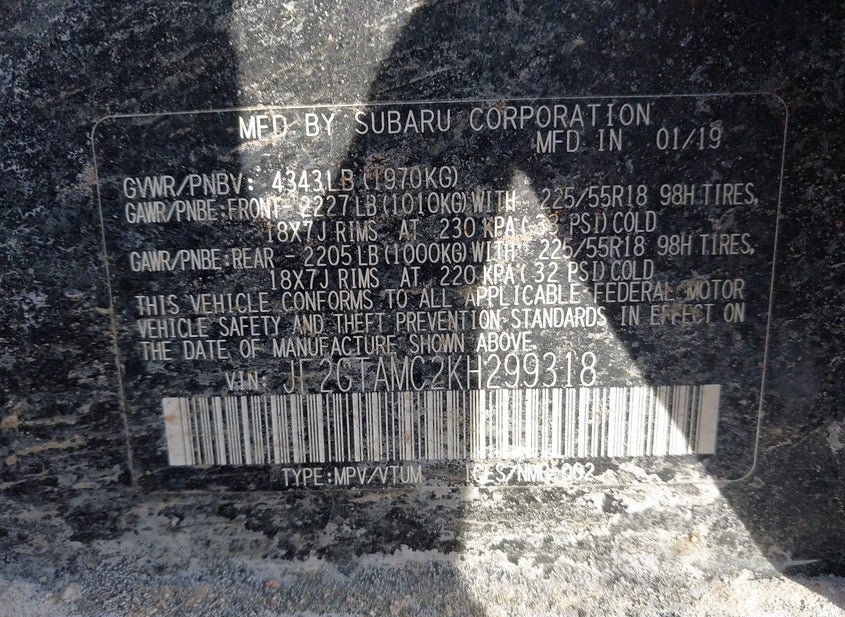 MFD BY SUBARU CORPORATION
MFD IN 01/19
GVWR/PNBV: 4343LB(1970KG)
GAWR/PNBE:FRONT- 2227LB(1010KG)WITH 225/55R18 98H TIRES,
18X7J RIMS AT 230 KPA(33 PSI)COLD
GAWR/PNBE:REAR - 2205LB(1000KG)WITH 225/55R18 98H TIRES,
18X7J RIMS AT 220 KPA(32 PSI)COLD
THIS VEHICLE CONFORMS TO ALL APPLICABLE FEDERAL MOTOR
VEHICLE SAFETY AND THEFT PREVENTION STANDARDS IN EFFECT ON
THE DATE OF MANUFACTURE SHOWN ABOVE.
VIN: JF2GTAMC2KH299318
TYPE:MPV/VTUM ICES/NMB-002